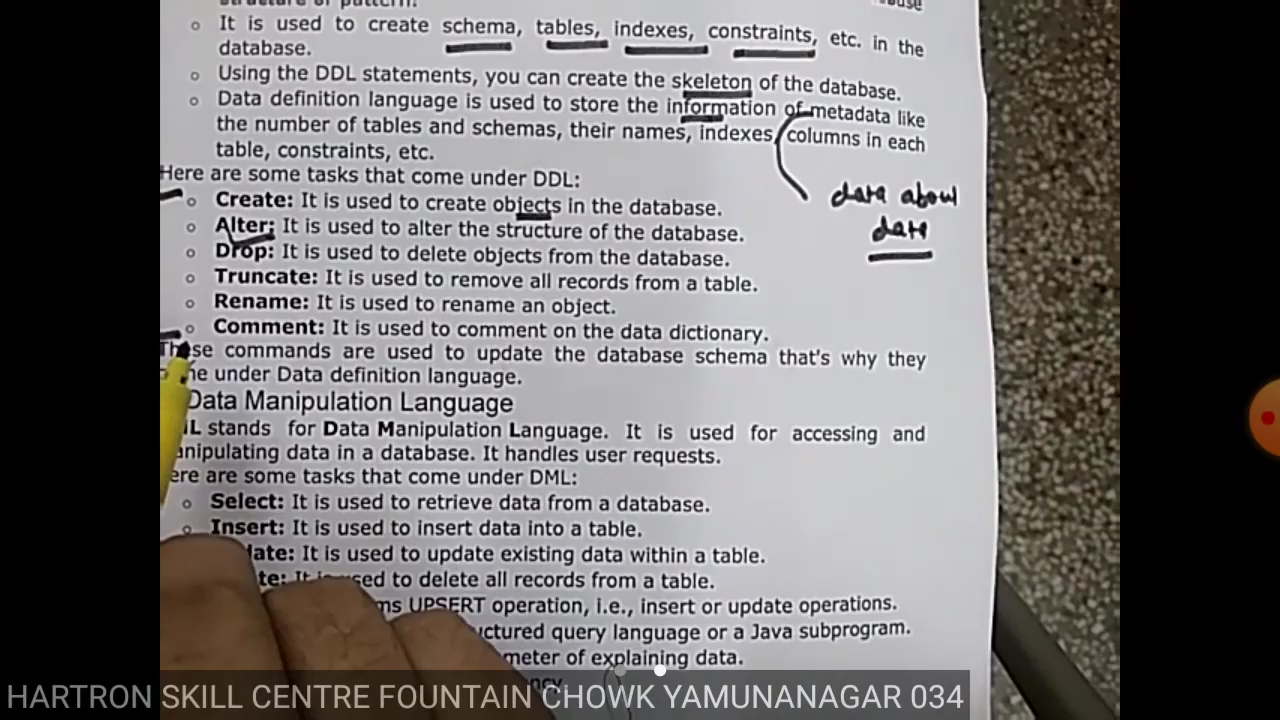 It is used to create schema, tables, indexes, constraints, etc. in the
database.
Using the DDL statements, you can create the skeleton of the database.
Data definition language is used to store the information of metadata like
the number of tables and schemas, their names, indexes, columns in each
table, constraints, etc.
Here are some tasks that come under DDL:
Create: It is used to create objects in the database.
data about
data
Alter: It is used to alter the structure of the database.
Drop: It is used to delete objects from the database.
Truncate: It is used to remove all records from a table.
Rename: It is used to rename an object.
Comment: It is used to comment on the data dictionary.
These commands are used to update the database schema that's why they
under Data definition language.
Data Manipulation Language
stands for Data Manipulation Language. It is used for accessing and
data in a database. It handles user requests.
are some tasks that come under DML:
Select: It is used to retrieve data from a database.
Insert: It is used to insert data into a table.
It is used to update existing data within a table.
used to delete all records from a table.
UPSERT operation, i.e., insert or update operations.
query language or a Java subprogram.
of explaining data.
HARTRON SKILL CENTRE FOUNTAIN CHOWK YAMUNANAGAR 034